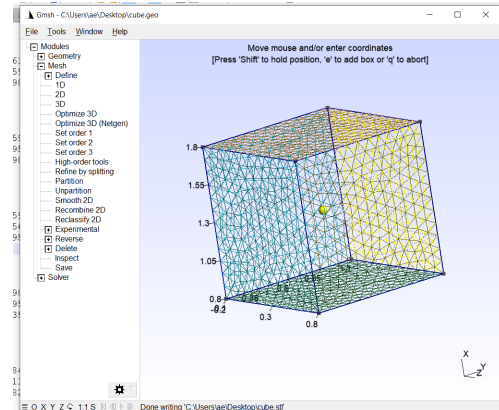 Gmsh - C:\Users\ae\Desktop\cube.geo
File Tools Window Help
Modules
Geometry
Mesh
Define
1D
2D
3D
Optimize 3D
Optimize 3D (Netgen)
Set order 1
Set order 2
Set order 3
High-order tools
Refine by splitting
Partition
Unpartition
Smooth 2D
Recombine 2D
Reclassify 2D
Experimental
Reverse
Delete
Inspect
Save
Solver
Move mouse and/or enter coordinates
[Press 'Shift' to hold position, 'e' to add box or 'q' to abort]
1.8
1.55
1.3
1.05
0.8
-0.2
0.3
0.8
X
Y
Z
O X Y Z 1:1 S Done writing 'C:\Users\ae\Desktop\cube.stl'